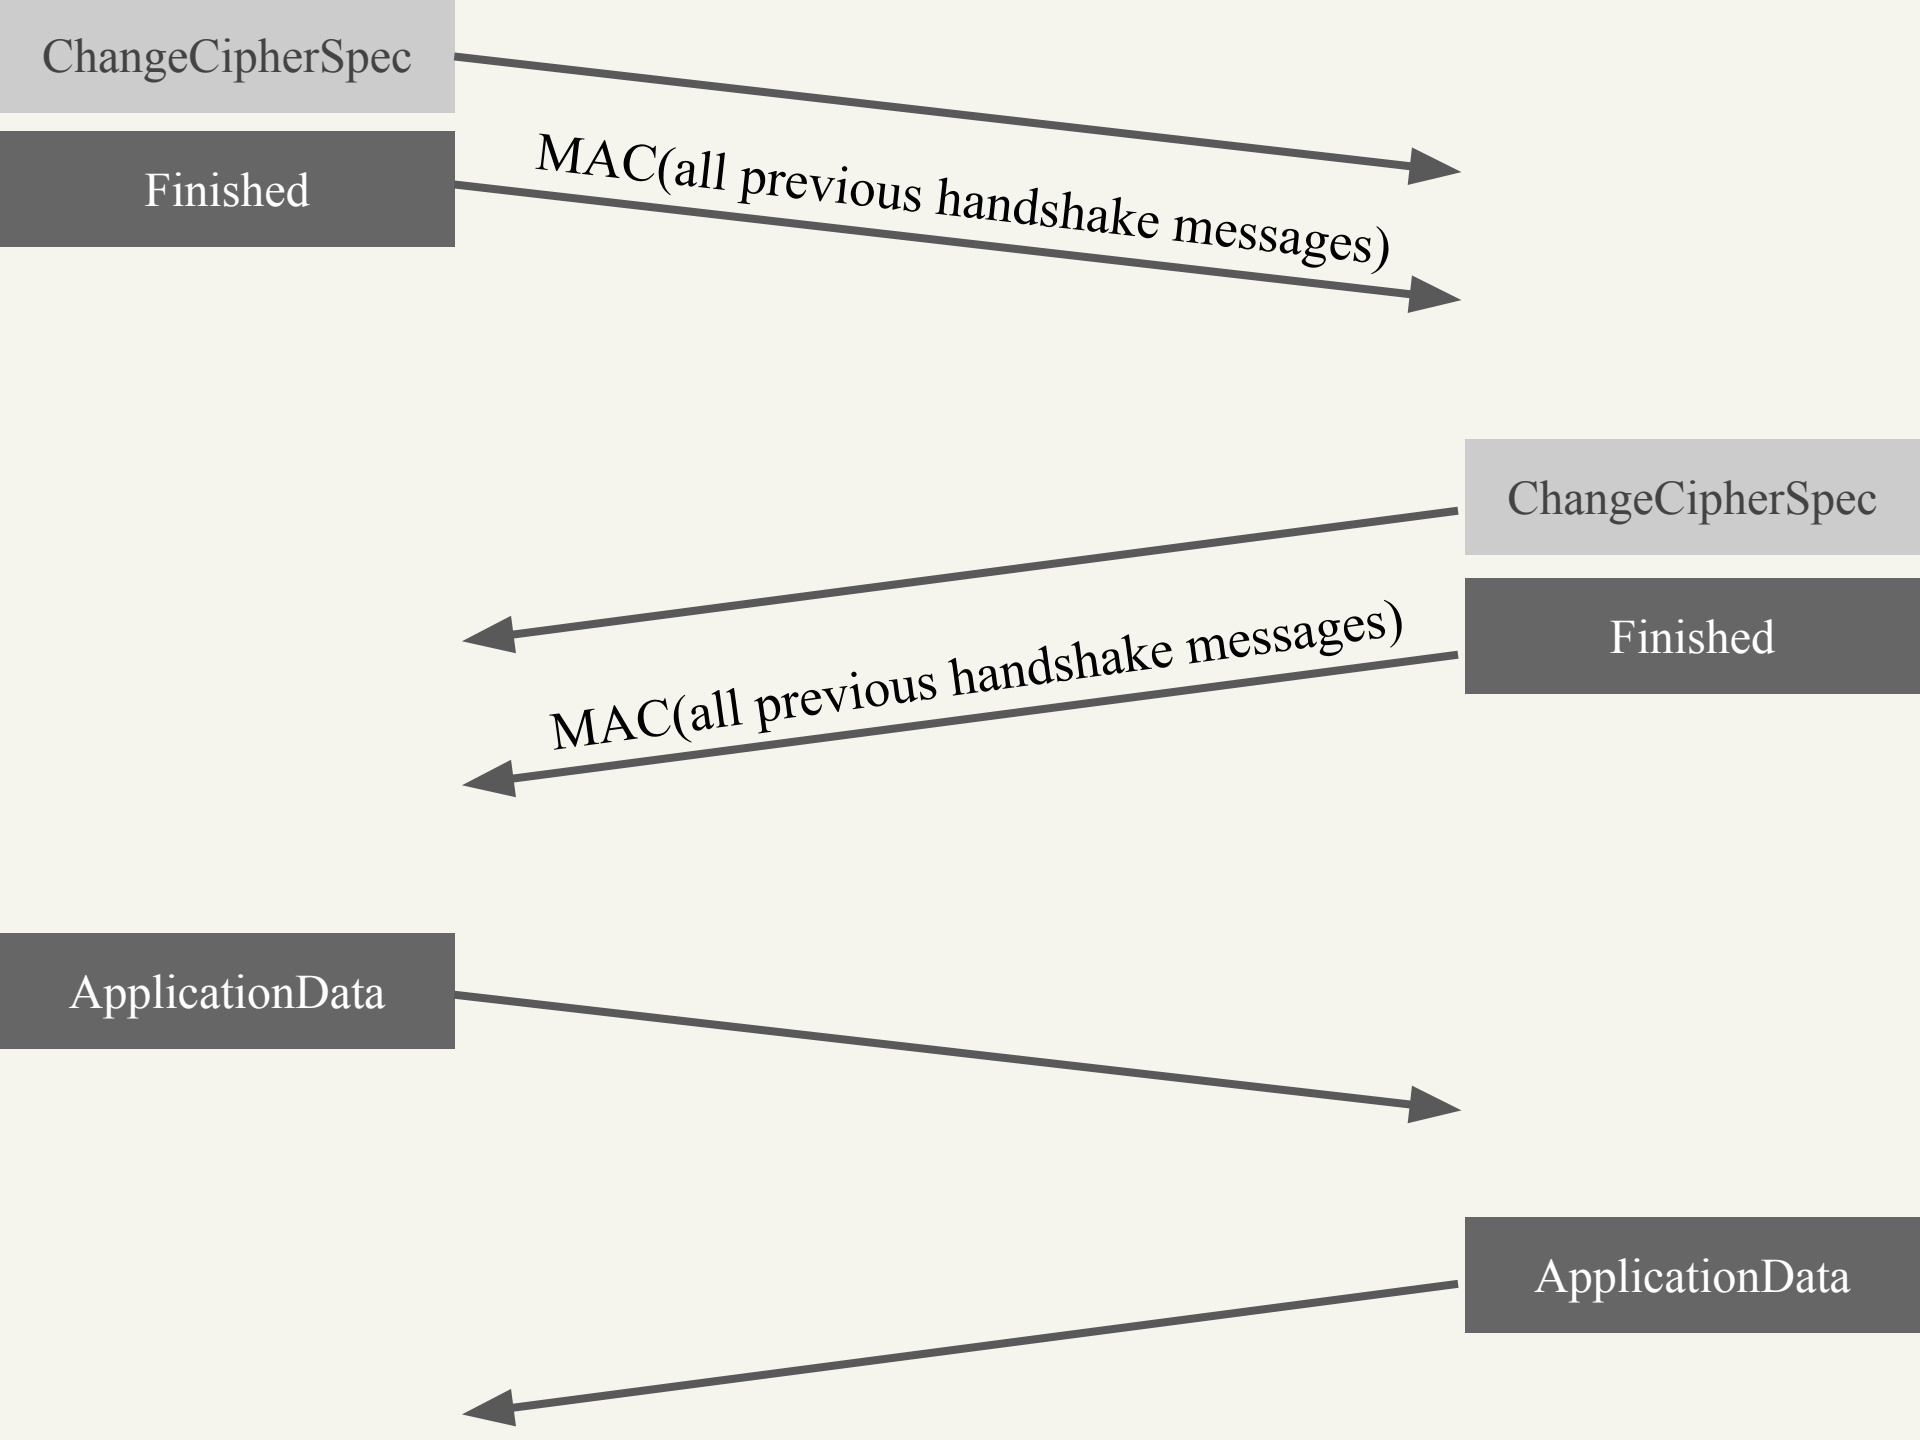 ChangeCipherSpec
Finished
MAC(all previous handshake messages)
ChangeCipherSpec
Finished
MAC(all previous handshake messages)
ApplicationData
ApplicationData